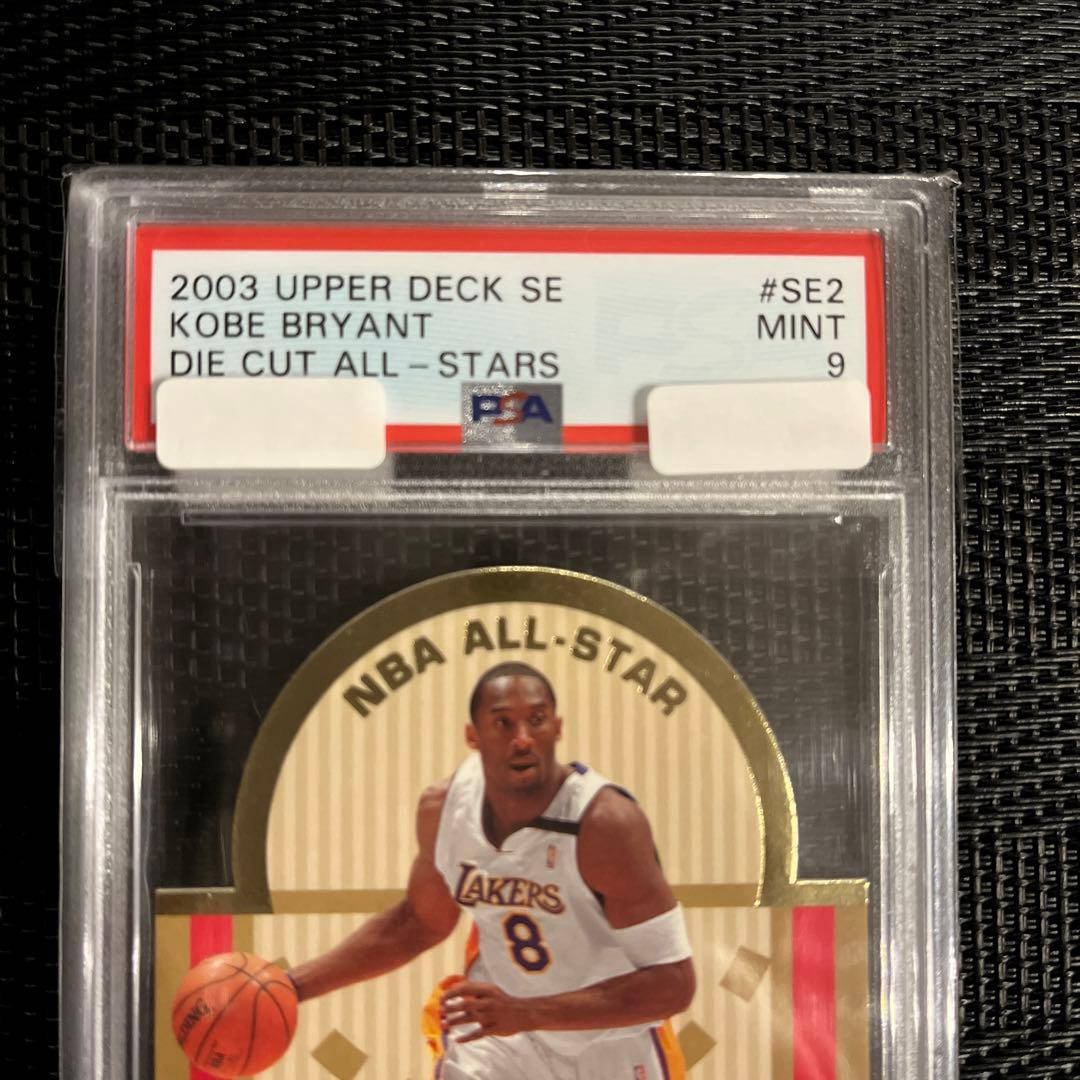 2003 UPPER DECK SE #SE2
KOBE BRYANT MINT
DIE CUT ALL-STARS 9
PSA
NBA ALL-STAR
LAKERS
8